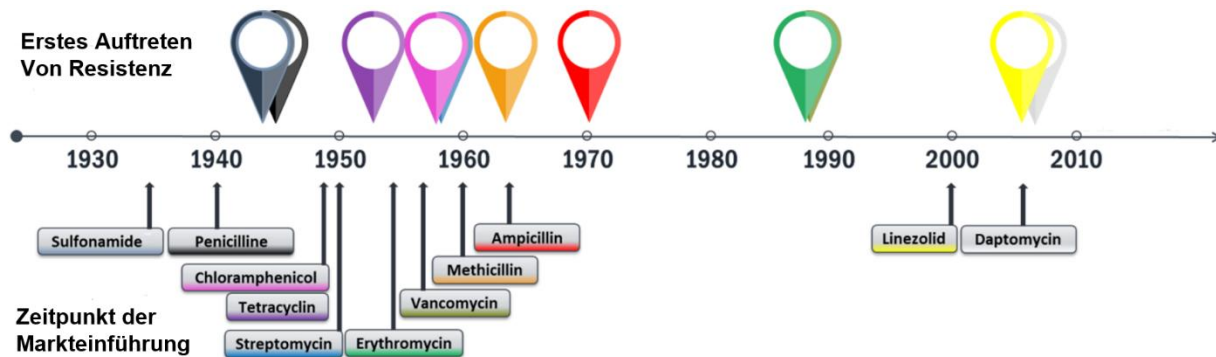 Erstes Auftreten
Von Resistenz
1930 1940 1950 1960 1970 1980 1990 2000 2010
Sulfonamide Penicilline Ampicillin Linezolid Daptomycin
Chloramphenicol Methicillin
Tetracyclin Vancomycin
Zeitpunkt der
Markteinführung
Streptomycin Erythromycin